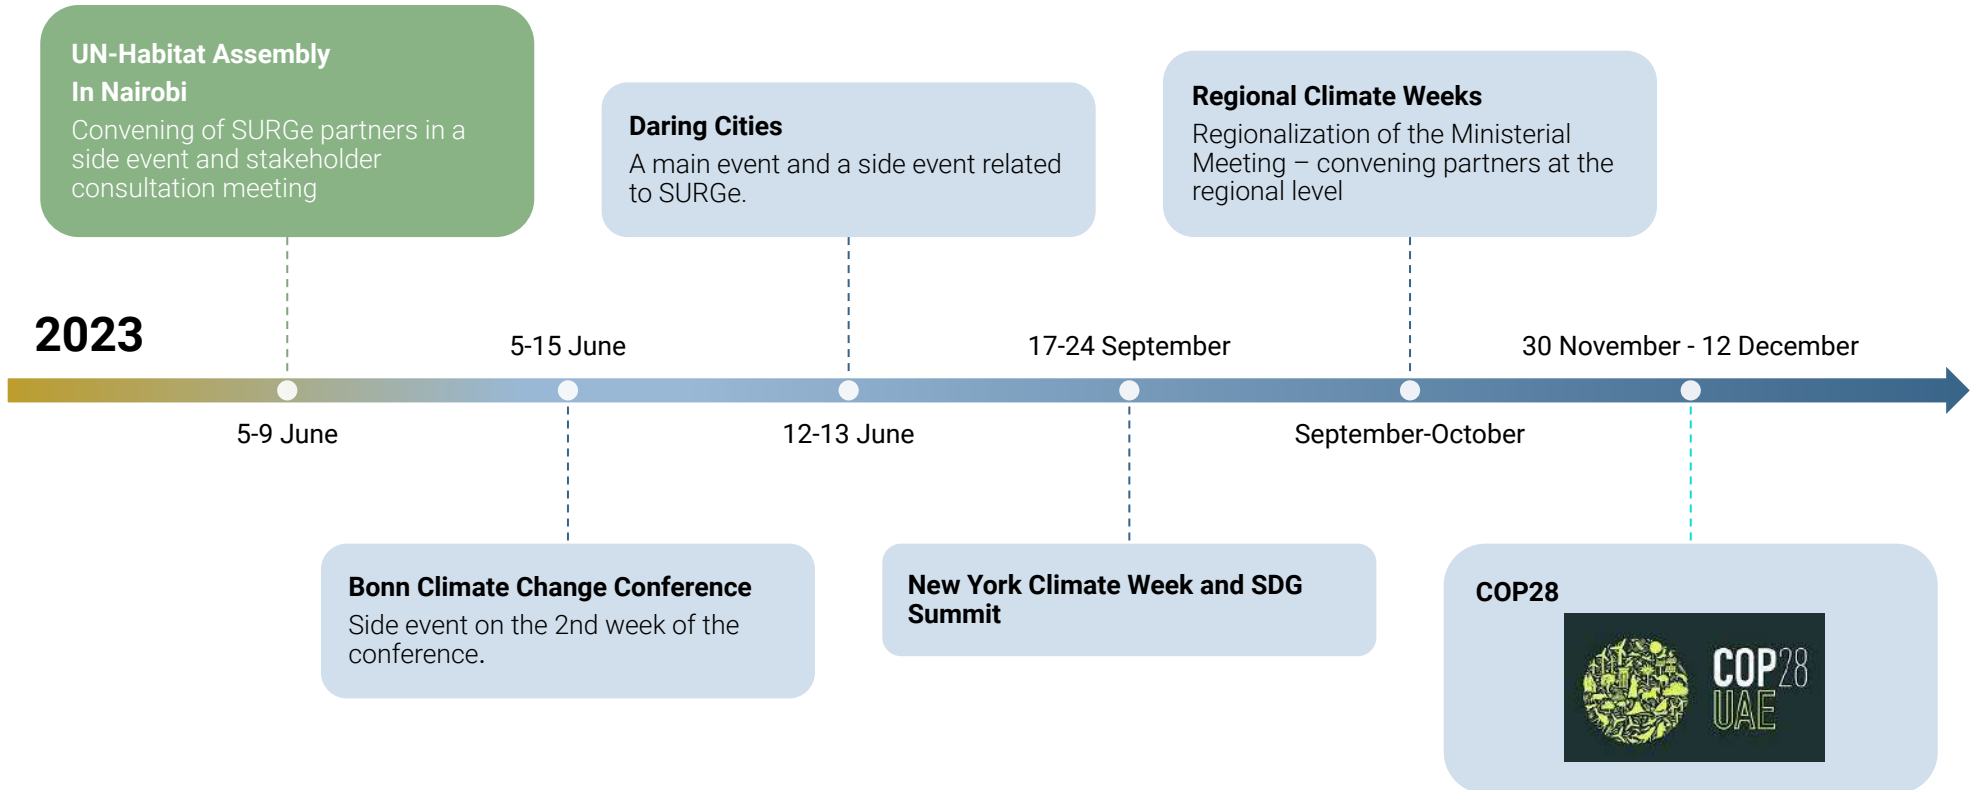 UN-Habitat Assembly
In Nairobi
Convening of SURGe partners in a
side event and stakeholder
consultation meeting
Daring Cities
A main event and a side event related
to SURGe.
Regional Climate Weeks
Regionalization of the Ministerial
Meeting – convening partners at the
regional level
2023
5-15 June
17-24 September
30 November - 12 December
5-9 June
12-13 June
September-October
Bonn Climate Change Conference
Side event on the 2nd week of the
conference.
New York Climate Week and SDG
Summit
COP28
COP28
UAE